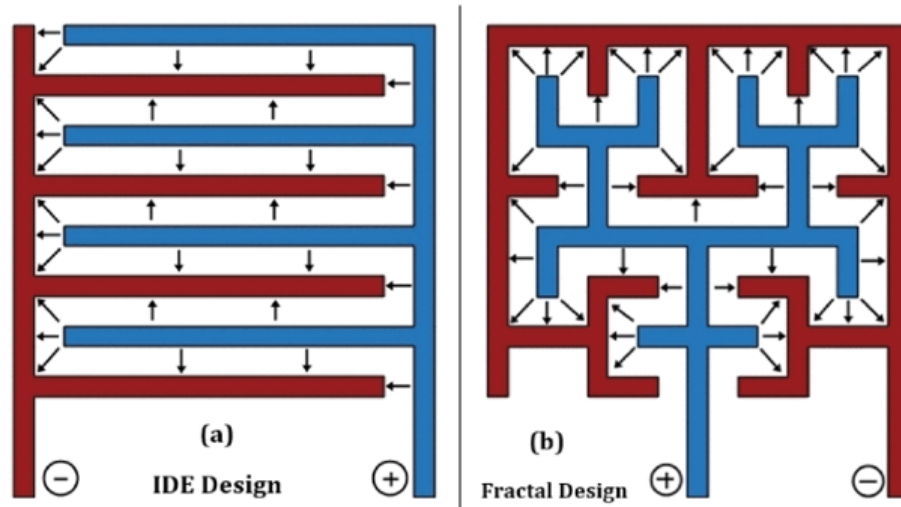 (a)
− IDE Design +
(b)
Fractal Design + −